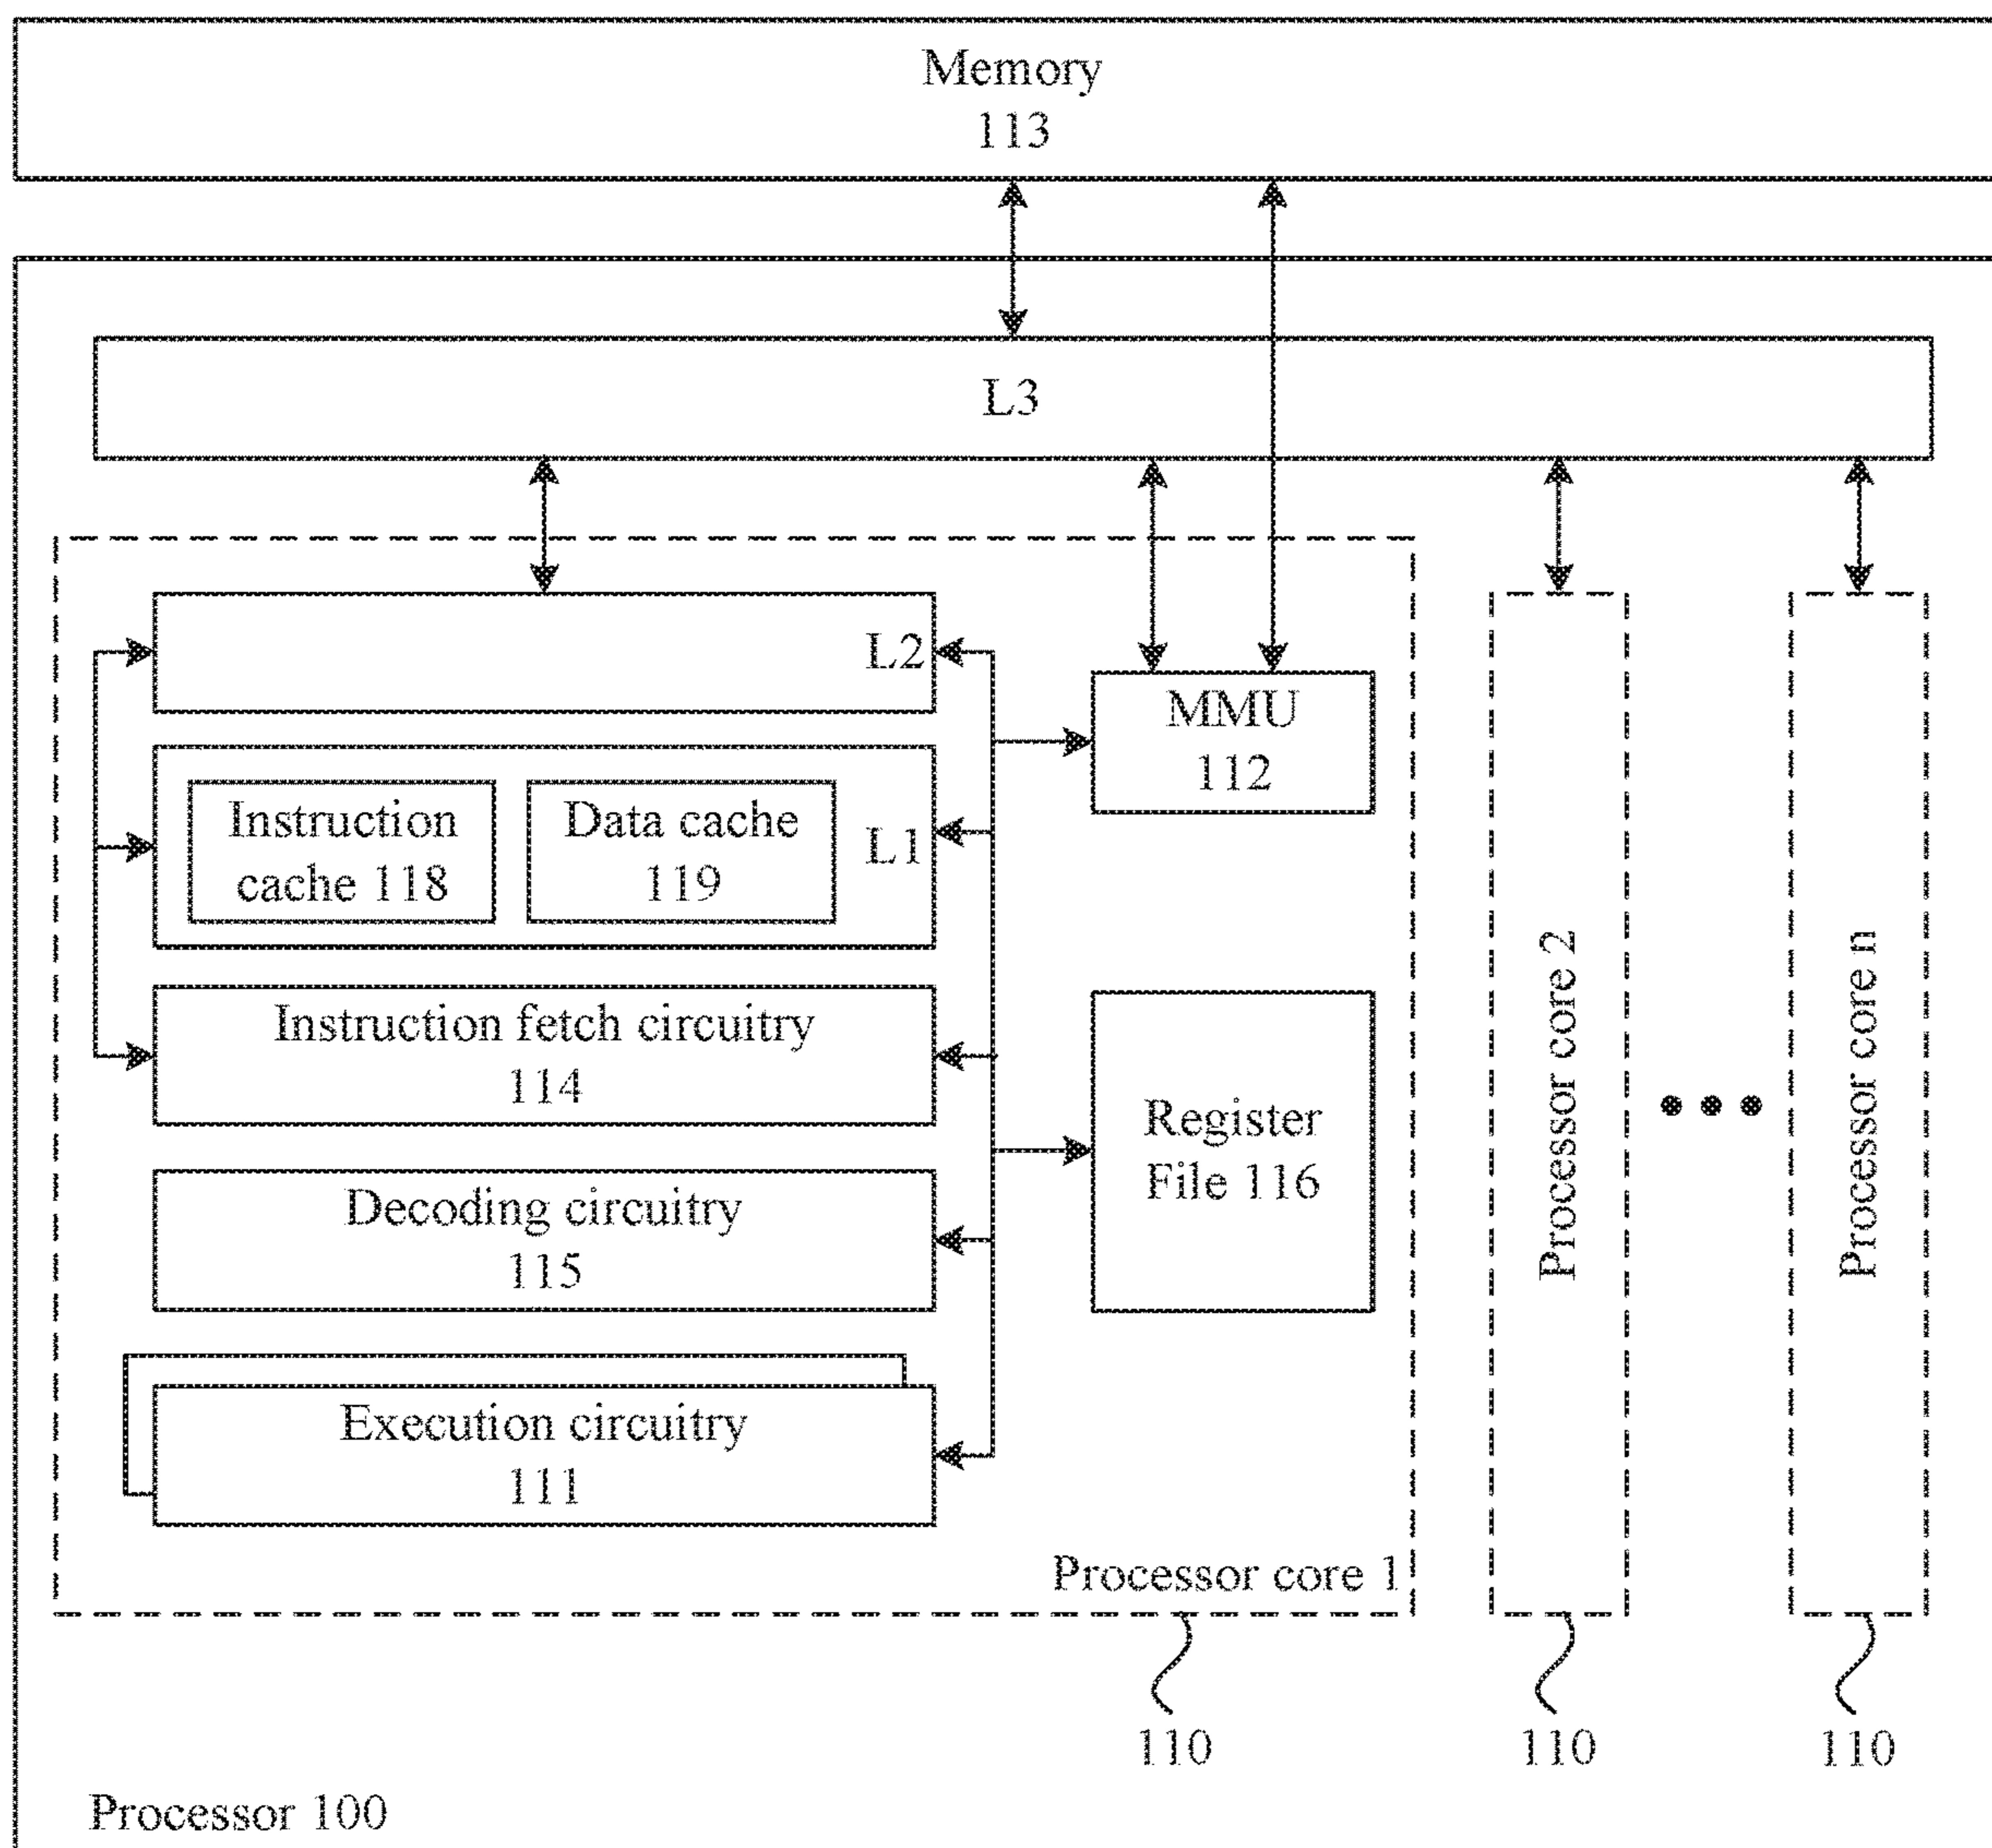 Memory
113
L3
L2
MMU
112
Instruction
cache 118
Data cache
119
L1
Instruction fetch circuitry
114
Register
File 116
Decoding circuitry
115
Execution circuitry
111
Processor core 1
Processor core 2
Processor core n
110
110
110
Processor 100